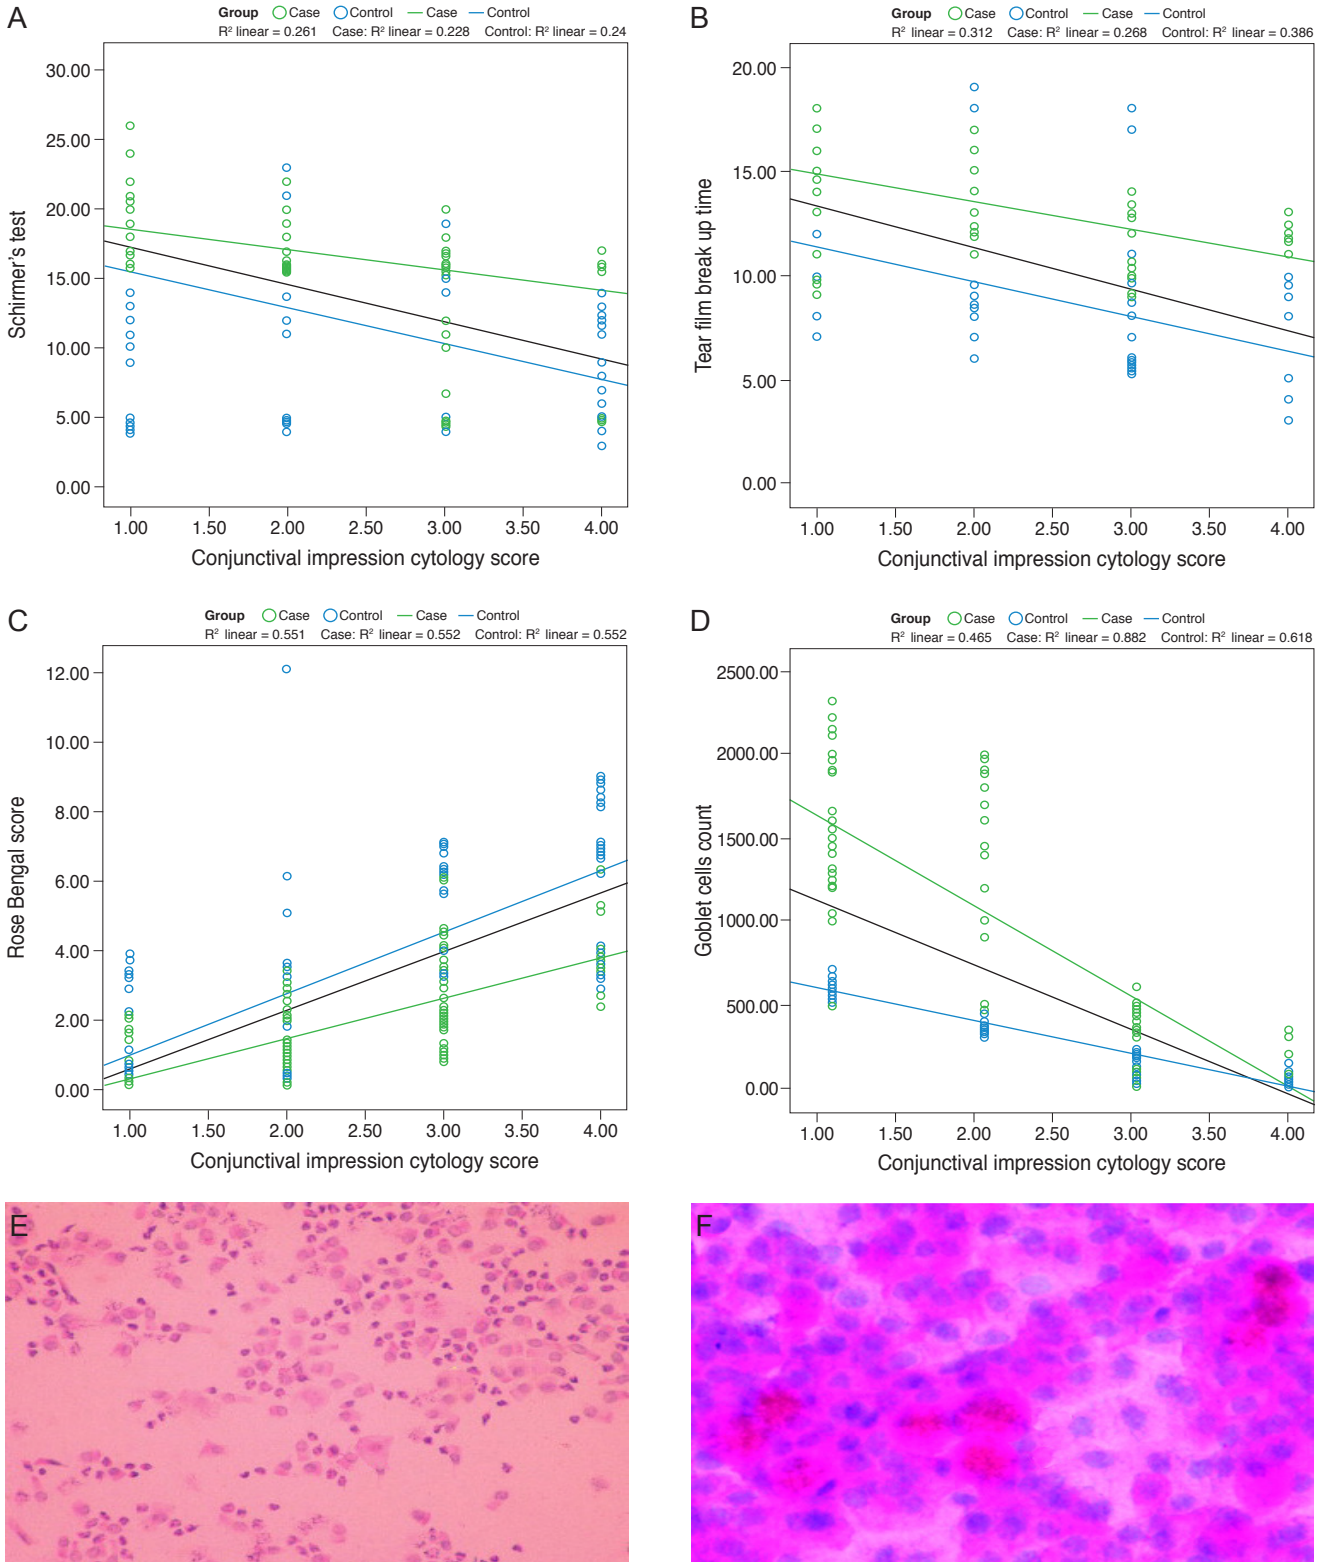 A
Group Case Control Case Control
R² linear = 0.261 Case: R² linear = 0.228 Control: R² linear = 0.24
30.00
25.00
20.00
15.00
10.00
5.00
0.00
Schirmer's test
1.00 1.50 2.00 2.50 3.00 3.50 4.00
Conjunctival impression cytology score
B
Group Case Control Case Control
R² linear = 0.312 Case: R² linear = 0.268 Control: R² linear = 0.386
20.00
15.00
10.00
5.00
0.00
Tear film break up time
1.00 1.50 2.00 2.50 3.00 3.50 4.00
Conjunctival impression cytology score
C
Group Case Control Case Control
R² linear = 0.551 Case: R² linear = 0.552 Control: R² linear = 0.552
12.00
10.00
8.00
6.00
4.00
2.00
0.00
Rose Bengal score
1.00 1.50 2.00 2.50 3.00 3.50 4.00
Conjunctival impression cytology score
D
Group Case Control Case Control
R² linear = 0.465 Case: R² linear = 0.882 Control: R² linear = 0.618
2500.00
2000.00
1500.00
1000.00
500.00
0.00
Goblet cells count
1.00 1.50 2.00 2.50 3.00 3.50 4.00
Conjunctival impression cytology score
E
F